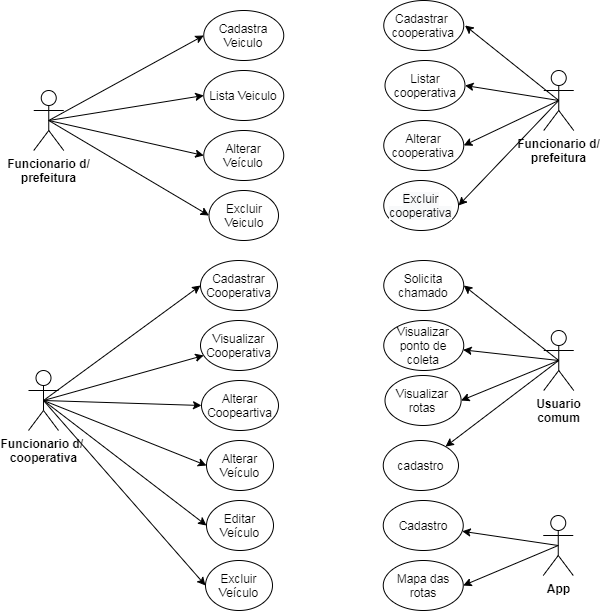 Cadastra
Veiculo
Lista Veiculo
Alterar
Veículo
Excluir
Veiculo
Funcionario d/
prefeitura
Cadastrar
cooperativa
Listar
cooperativa
Alterar
cooperativa
Excluir
cooperativa
Funcionario d/
prefeitura
Cadastrar
Cooperativa
Visualizar
Cooperativa
Alterar
Coopeartiva
Alterar
Veículo
Editar
Veículo
Excluir
Veículo
Funcionario d/
cooperativa
Solicita
chamado
Visualizar
ponto de
coleta
Visualizar
rotas
cadastro
Usuario
comum
Cadastro
Mapa das
rotas
App